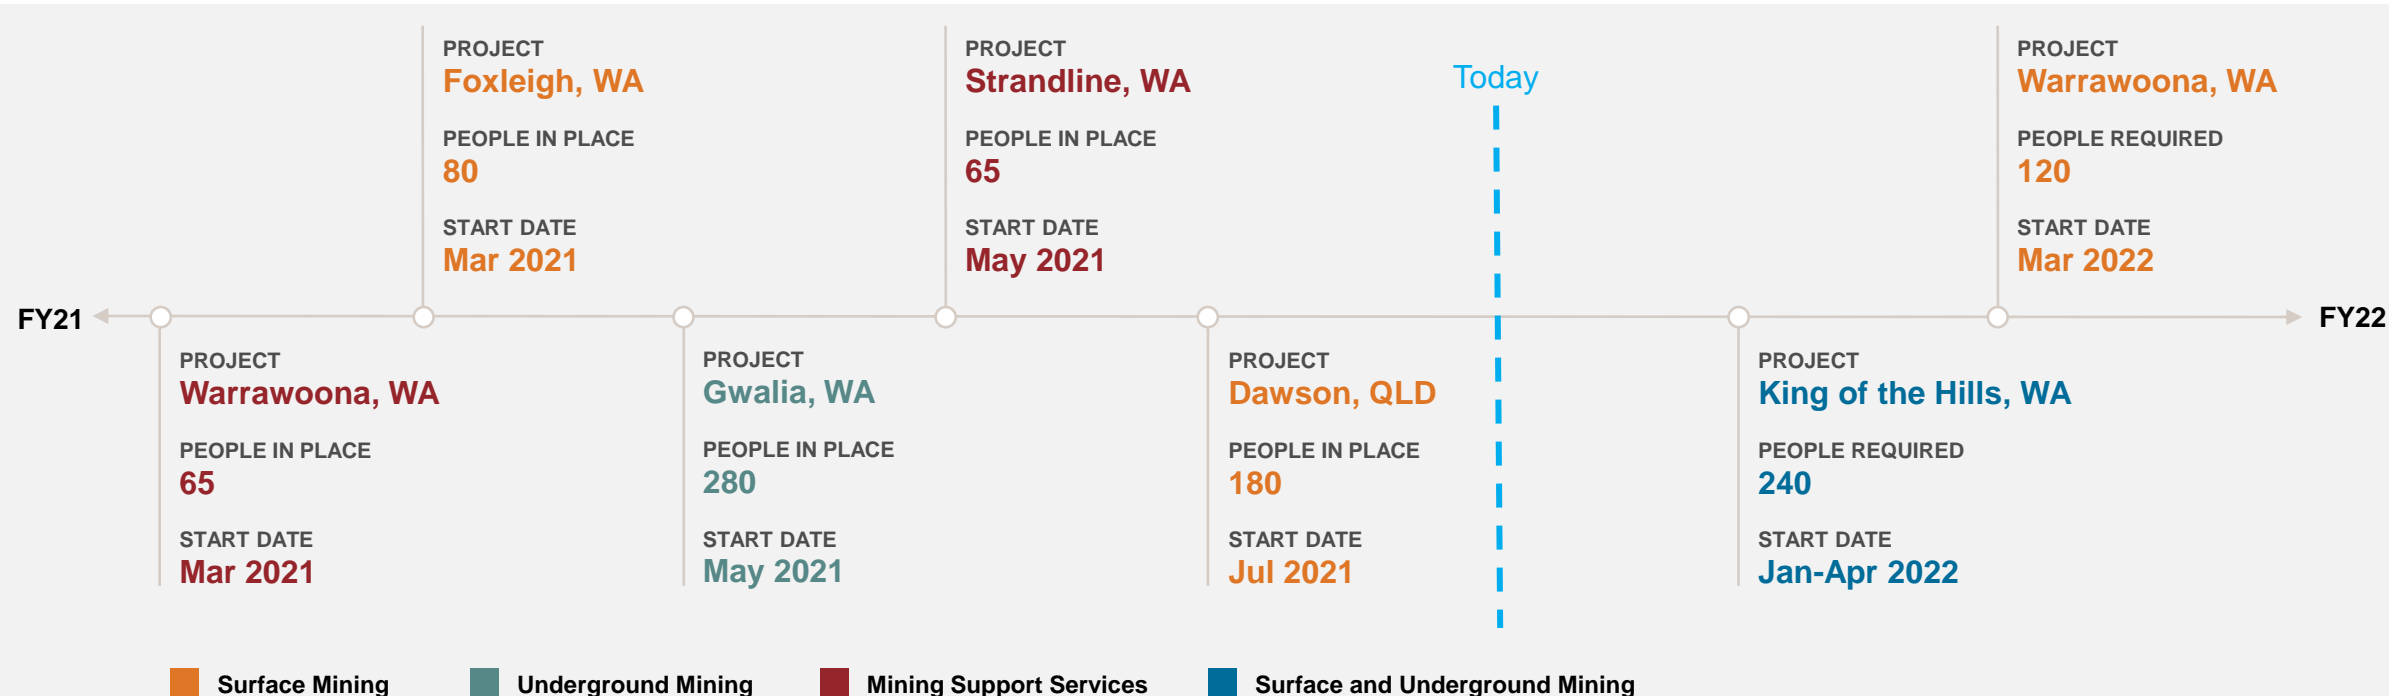 PROJECT
Foxleigh, WA
PEOPLE IN PLACE
80
START DATE
Mar 2021
PROJECT
Strandline, WA
PEOPLE IN PLACE
65
START DATE
May 2021
Today
PROJECT
Warrawoona, WA
PEOPLE REQUIRED
120
START DATE
Mar 2022
FY21
FY22
PROJECT
Warrawoona, WA
PEOPLE IN PLACE
65
START DATE
Mar 2021
PROJECT
Gwalia, WA
PEOPLE IN PLACE
280
START DATE
May 2021
PROJECT
Dawson, QLD
PEOPLE IN PLACE
180
START DATE
Jul 2021
PROJECT
King of the Hills, WA
PEOPLE REQUIRED
240
START DATE
Jan-Apr 2022
Surface Mining
Underground Mining
Mining Support Services
Surface and Underground Mining